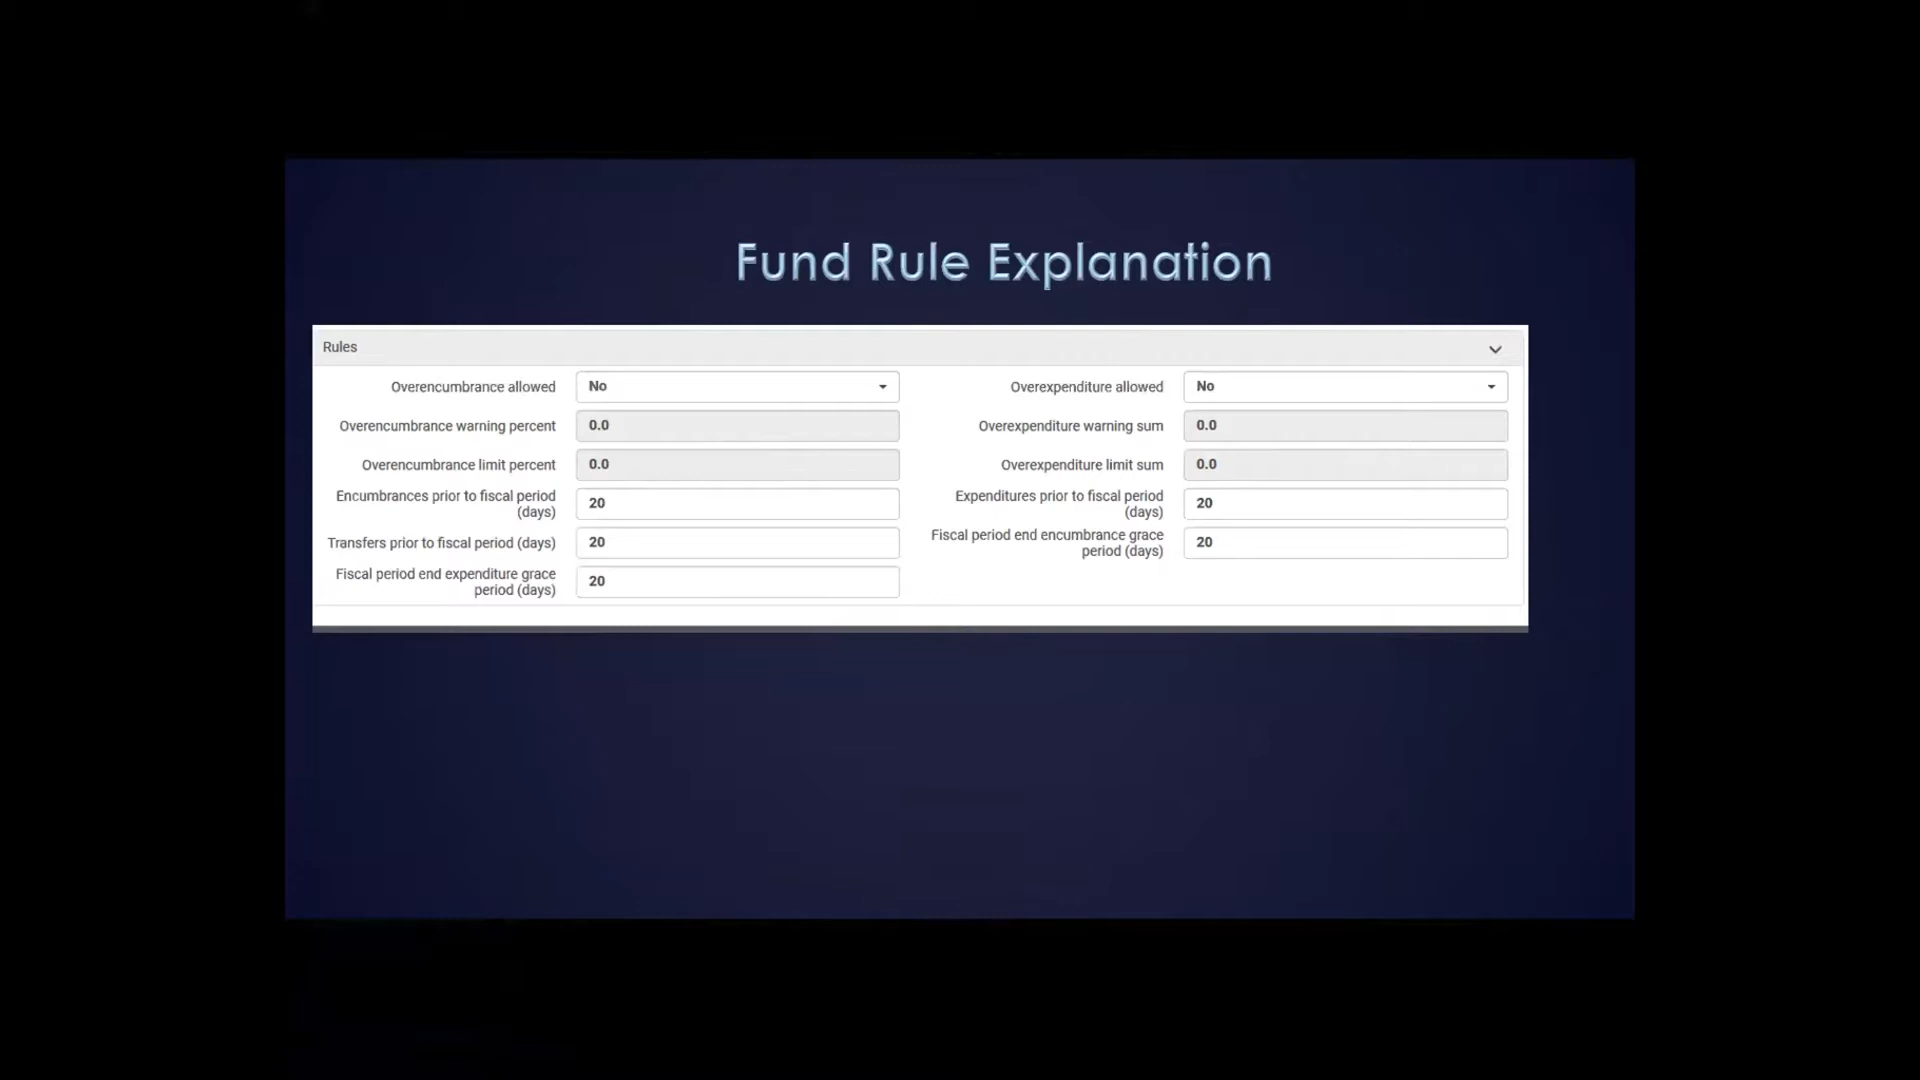 Fund Rule Explanation
Rules
Overencumbrance allowed No Overexpenditure allowed No
Overencumbrance warning percent 0.0 Overexpenditure warning sum 0.0
Overencumbrance limit percent 0.0 Overexpenditure limit sum 0.0
Encumbrances prior to fiscal period
(days) 20
Expenditures prior to fiscal period
(days) 20
Transfers prior to fiscal period (days) 20
Fiscal period end encumbrance grace
period (days) 20
Fiscal period end expenditure grace
period (days) 20